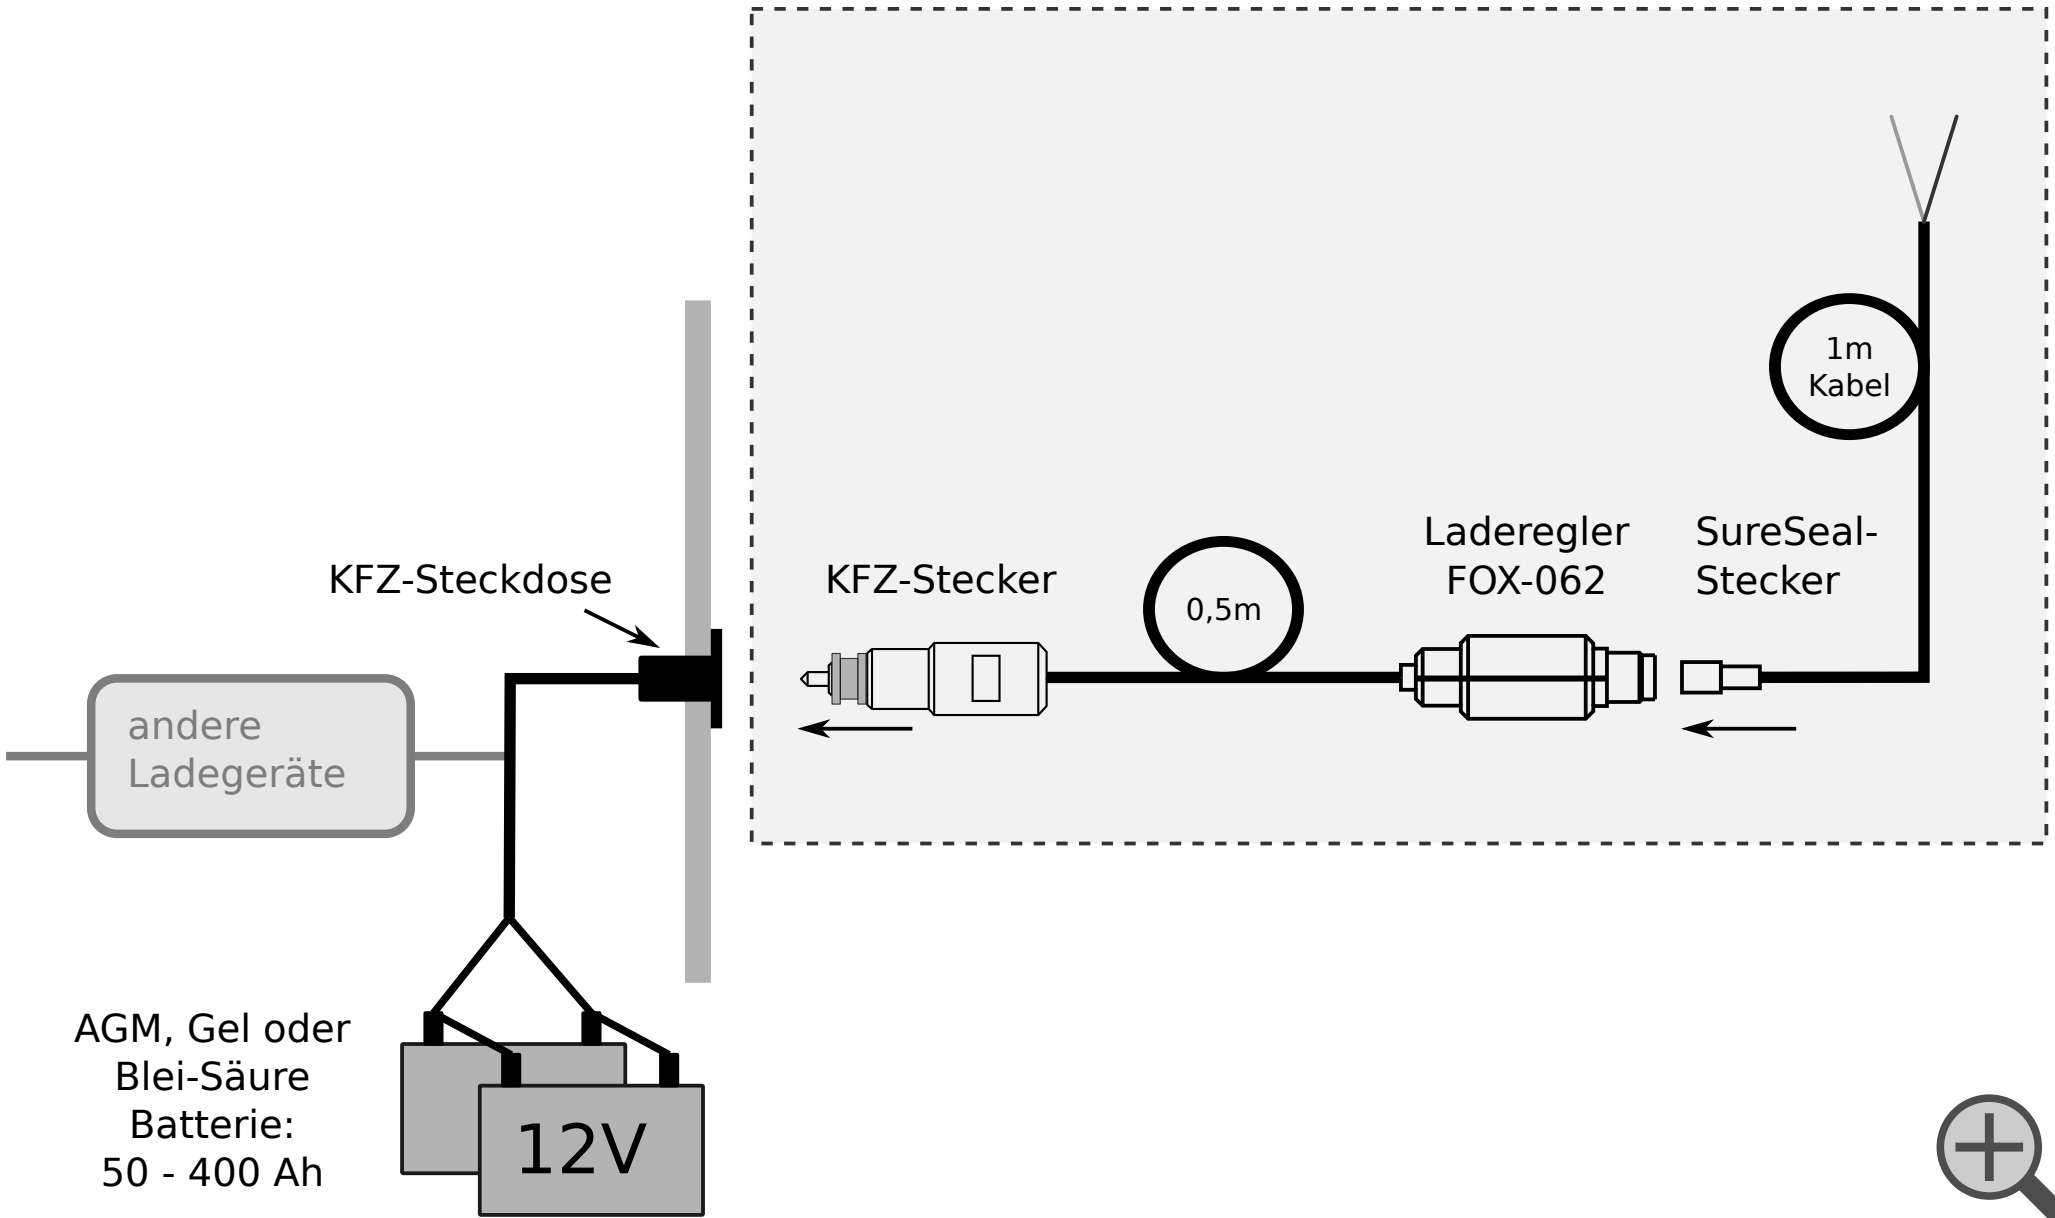 1m
Kabel
Laderegler
FOX-062
SureSeal-
Stecker
KFZ-Steckdose
KFZ-Stecker
0,5m
andere
Ladegeräte
AGM, Gel oder
Blei-Säure
Batterie:
50 - 400 Ah
12V